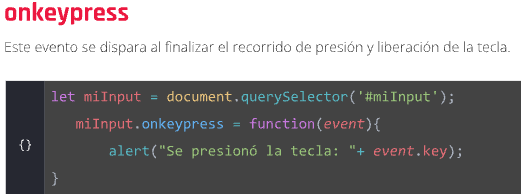 onkeypress
Este evento se dispara al finalizar el recorrido de presión y liberación de la tecla.
let miInput = document.querySelector('#miInput');
miInput.onkeypress = function(event){
{}
alert("Se presionó la tecla: "+ event.key);
}